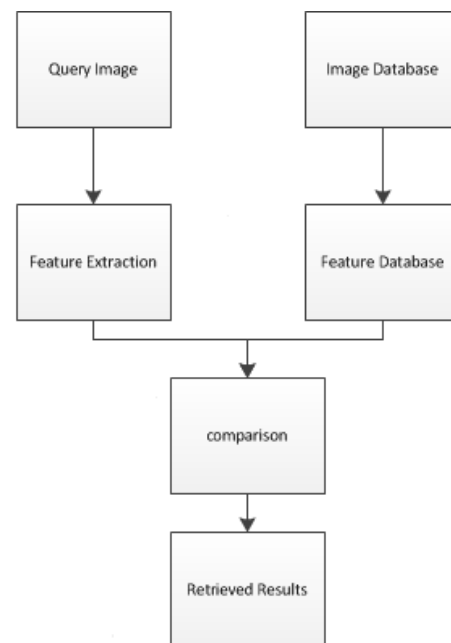 Query Image
Image Database
Feature Extraction
Feature Database
comparison
Retrieved Results